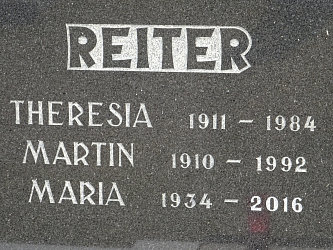 REITER
THERESIA 1911 - 1984
MARTIN 1910 - 1992
MARIA 1934 - 2016